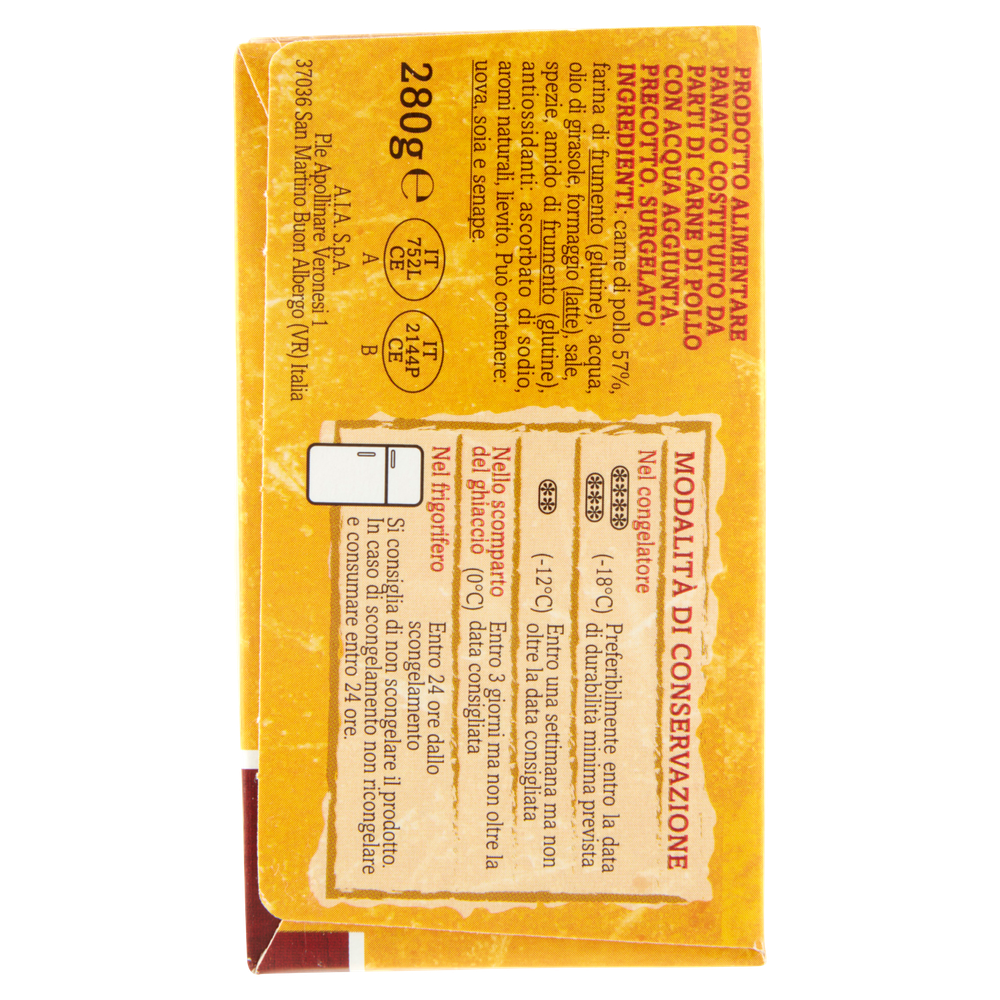 PRODOTTO ALIMENTARE
PANATO COSTITUITO DA
PARTI DI CARNE DI POLLO
CON ACQUA AGGIUNTA.
PRECOTTO. SURGELATO
INGREDIENTI: carne di pollo 57%,
farina di frumento (glutine), acqua,
olio di girasole, formaggio (latte), sale,
spezie, amido di frumento (glutine),
antiossidanti: ascorbato di sodio,
aromi naturali, lievito. Può contenere:
uova, soia e senape.
280g ℮
IT
752L
CE
A
IT
2144P
CE
B
A.I.A. S.p.A.
P.le Apollinare Veronesi 1
37036 San Martino Buon Albergo (VR) Italia
MODALITÀ DI CONSERVAZIONE
Nel congelatore
(-18°C) Preferibilmente entro la data
di durabilità minima prevista
(-12°C) Entro una settimana ma non
oltre la data consigliata
Nello scomparto
del ghiaccio (0°C) Entro 3 giorni ma non oltre la
data consigliata
Nel frigorifero
Entro 24 ore dallo
scongelamento
Si consiglia di non scongelare il prodotto.
In caso di scongelamento non ricongelare
e consumare entro 24 ore.